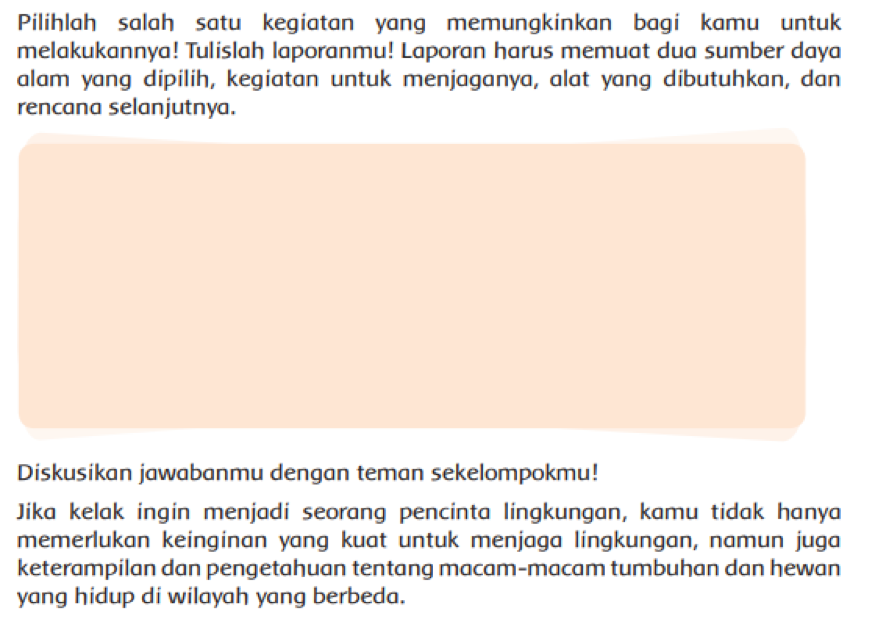 Pilihlah salah satu kegiatan yang memungkinkan bagi kamu untuk
melakukannya! Tulislah laporanmu! Laporan harus memuat dua sumber daya
alam yang dipilih, kegiatan untuk menjaganya, alat yang dibutuhkan, dan
rencana selanjutnya.
Diskusikan jawabanmu dengan teman sekelompokmu!
Jika kelak ingin menjadi seorang pencinta lingkungan, kamu tidak hanya
memerlukan keinginan yang kuat untuk menjaga lingkungan, namun juga
keterampilan dan pengetahuan tentang macam-macam tumbuhan dan hewan
yang hidup di wilayah yang berbeda.